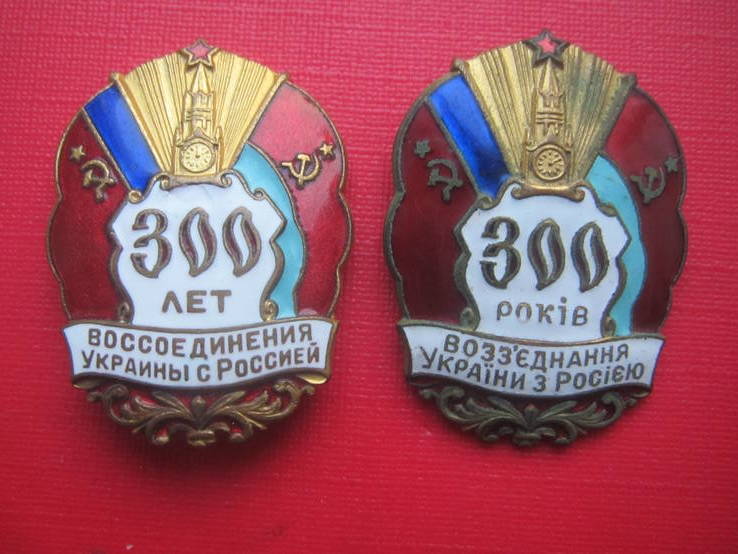 300
ЛЕТ
ВОССОЕДИНЕНИЯ
УКРАИНЫ С РОССИЕЙ
300
РОКІВ
ВОЗЗ'ЄДНАННЯ
УКРАЇНИ З РОСІЄЮ